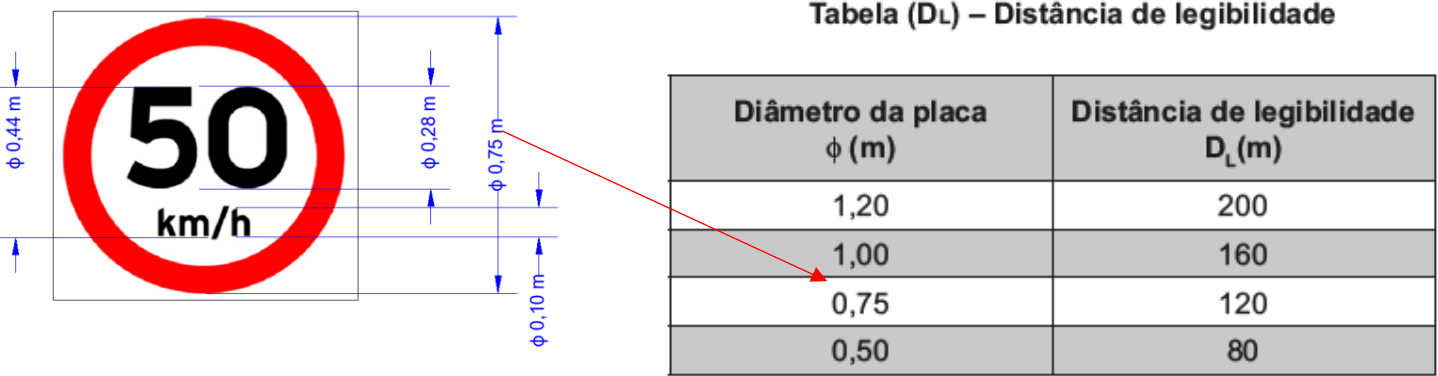 Tabela (DL) – Distância de legibilidade
50
km/h
ϕ 0,44 m
ϕ 0,28 m
ϕ 0,75 m
ϕ 0,10 m
Diâmetro da placa
ϕ (m)
Distância de legibilidade
DL(m)
1,20 200
1,00 160
0,75 120
0,50 80